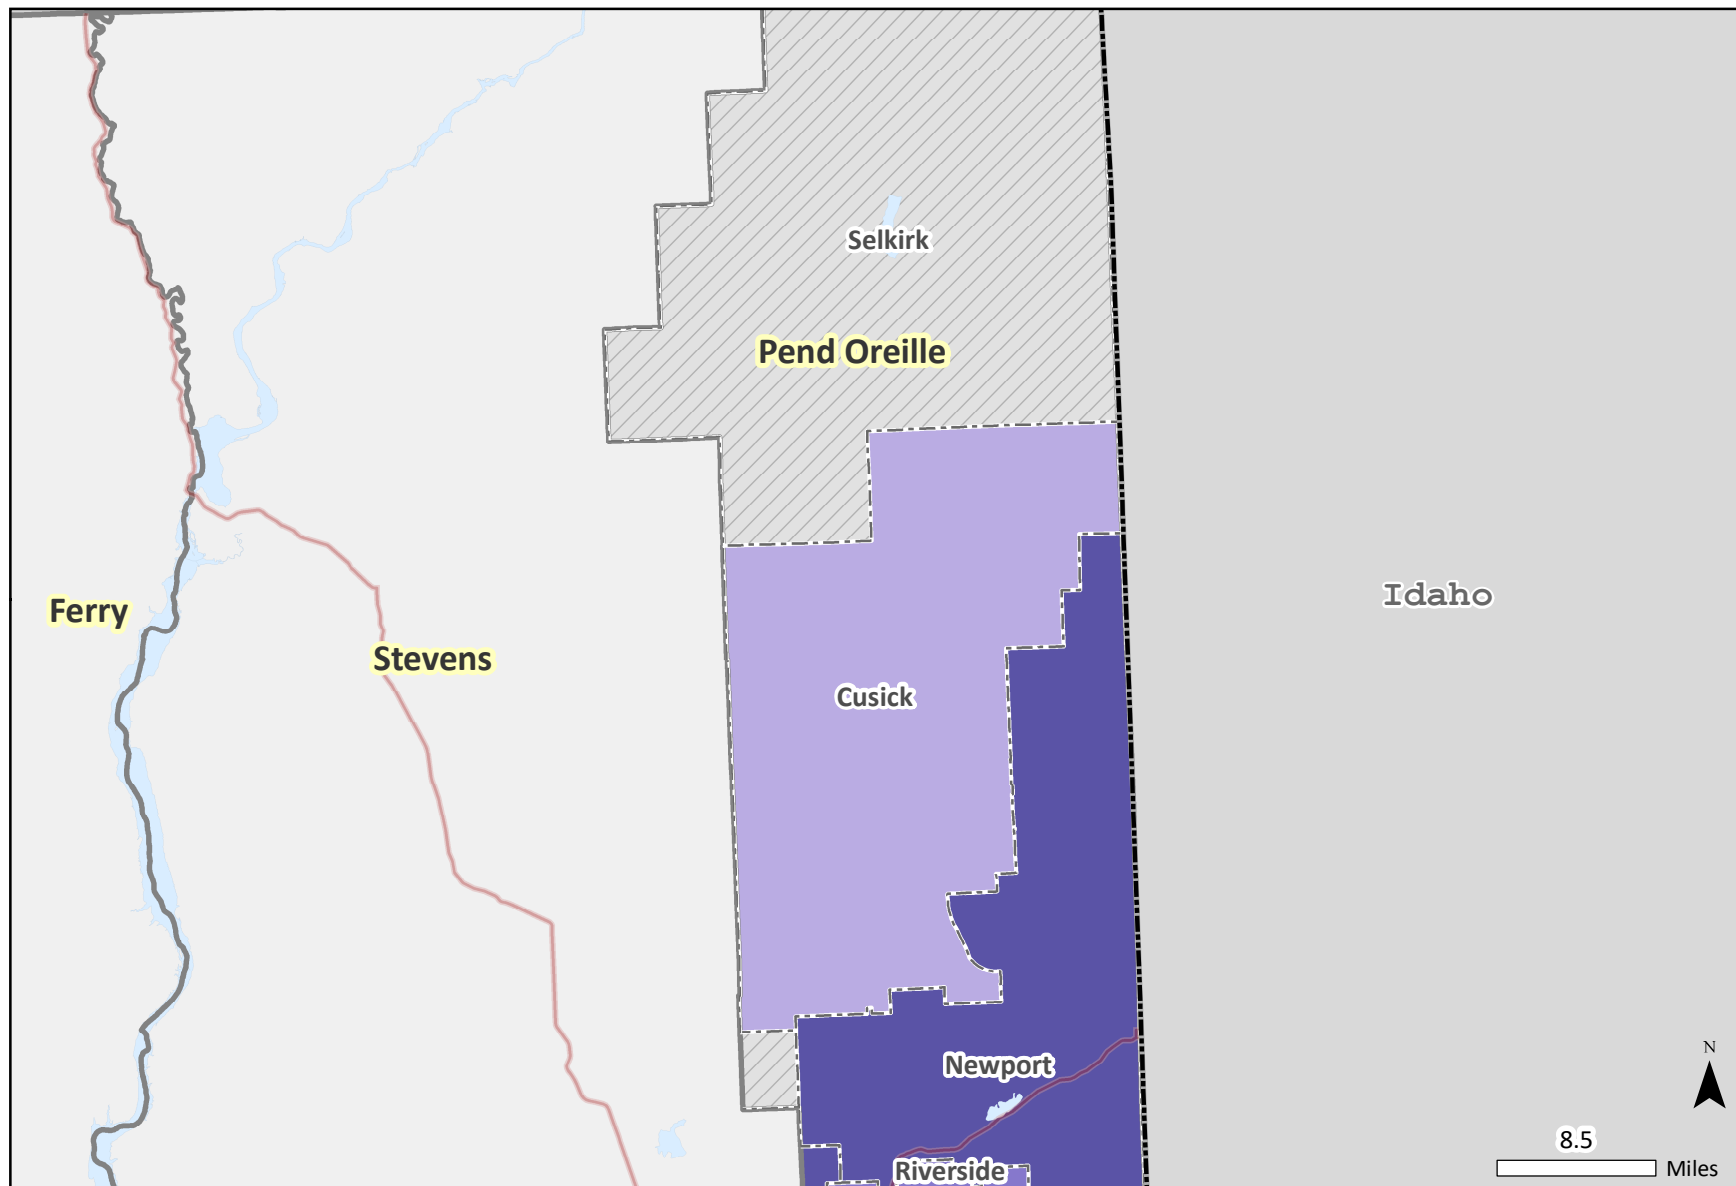 Selkirk
Pend Oreille
Idaho
Ferry
Stevens
Cusick
N
Newport
8.5
Riverside
Miles